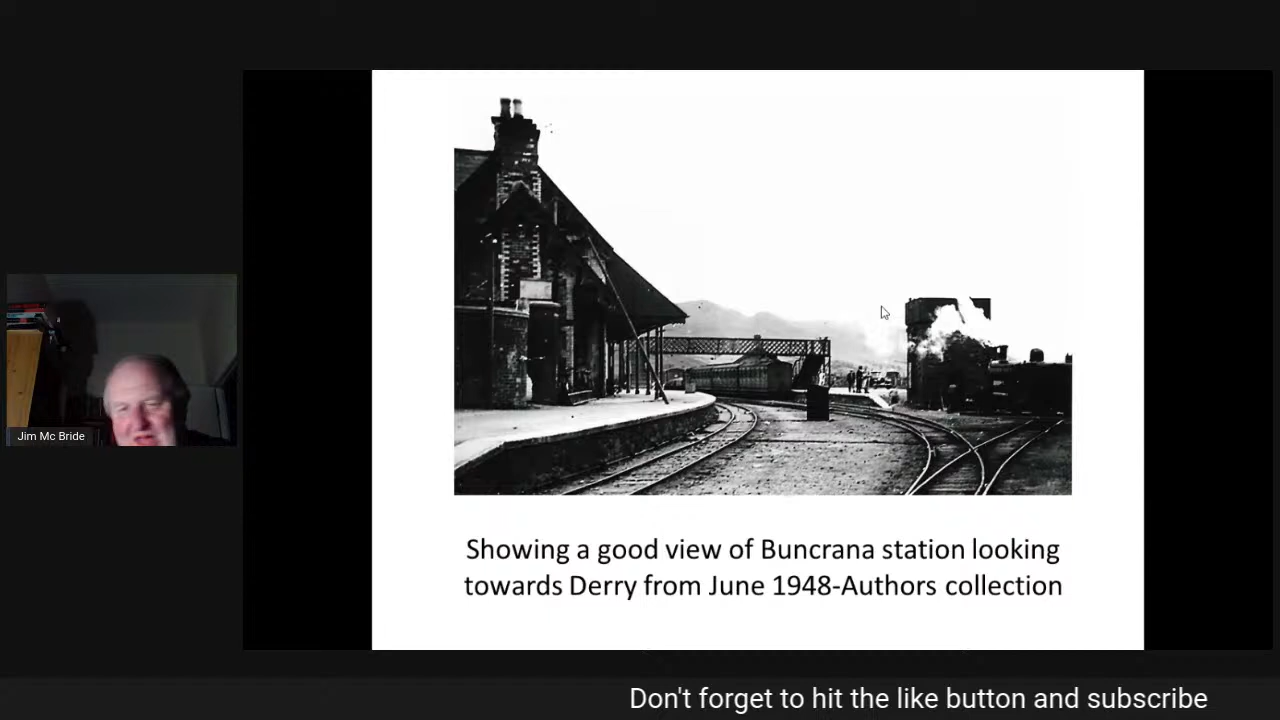 Jim Mc Bride
Showing a good view of Buncrana station looking
towards Derry from June 1948-Authors collection
Don't forget to hit the like button and subscribe